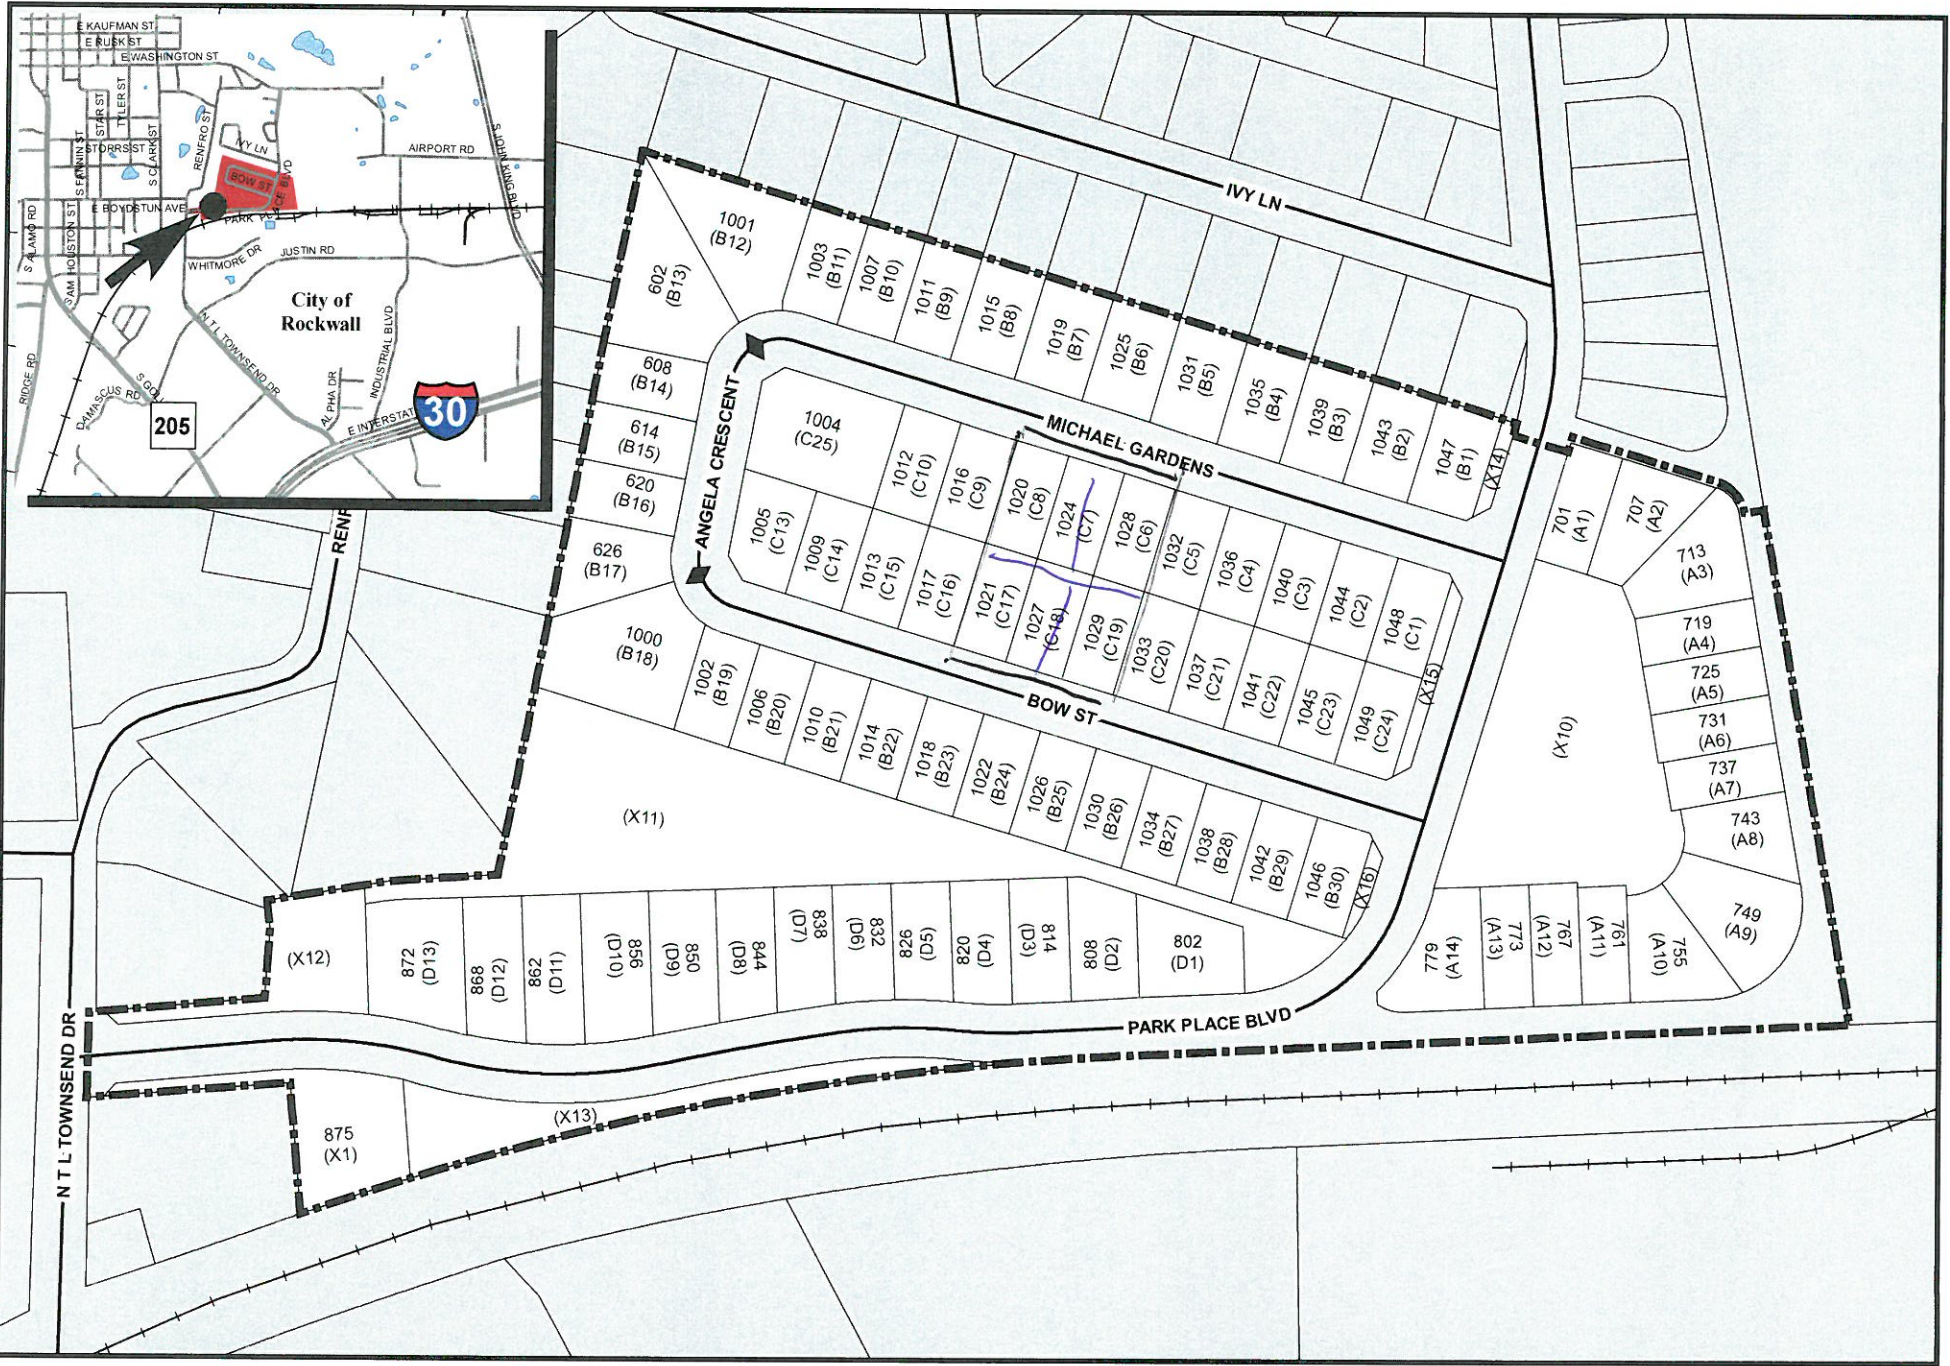 E KAUFMAN ST
E RUSK ST
E WASHINGTON ST
STAR ST
TYLER ST
S FANNIN ST
STORRS ST
S CLARK ST
RENFRO ST
IVY LN
BOW ST
PARK PLACE BLVD
AIRPORT RD
S JOHN KING BLVD
E BOYDSTUN AVE
S ALAMO RD
SAM HOUSTON ST
WHITMORE DR
JUSTIN RD
City of
Rockwall
N T L TOWNSEND DR
INDUSTRIAL BLVD
ALPHA DR
RIDGE RD
DAMASCUS RD
205
E INTERSTAT
30
IVY LN
1001
(B12)
602
(B13)
1003
(B11)
1007
(B10)
1011
(B9)
1015
(B8)
1019
(B7)
1025
(B6)
1031
(B5)
1035
(B4)
1039
(B3)
1043
(B2)
1047
(B1)
(X14)
608
(B14)
614
(B15)
620
(B16)
626
(B17)
ANGELA CRESCENT
MICHAEL GARDENS
1004
(C25)
1012
(C10)
1016
(C9)
1020
(C8)
1024
(C7)
1028
(C6)
1032
(C5)
1036
(C4)
1040
(C3)
1044
(C2)
1048
(C1)
1005
(C13)
1009
(C14)
1013
(C15)
1017
(C16)
1021
(C17)
1027
(C18)
1029
(C19)
1033
(C20)
1037
(C21)
1041
(C22)
1045
(C23)
1049
(C24)
(X15)
BOW ST
1000
(B18)
1002
(B19)
1006
(B20)
1010
(B21)
1014
(B22)
1018
(B23)
1022
(B24)
1026
(B25)
1030
(B26)
1034
(B27)
1038
(B28)
1042
(B29)
1046
(B30)
(X16)
701
(A1)
707
(A2)
713
(A3)
719
(A4)
725
(A5)
731
(A6)
737
(A7)
743
(A8)
749
(A9)
755
(A10)
761
(A11)
767
(A12)
773
(A13)
779
(A14)
(X10)
(X11)
(X12)
872
(D13)
868
(D12)
862
(D11)
856
(D10)
850
(D9)
844
(D8)
838
(D7)
832
(D6)
826
(D5)
820
(D4)
814
(D3)
808
(D2)
802
(D1)
PARK PLACE BLVD
RENF
N T L TOWNSEND DR
875
(X1)
(X13)